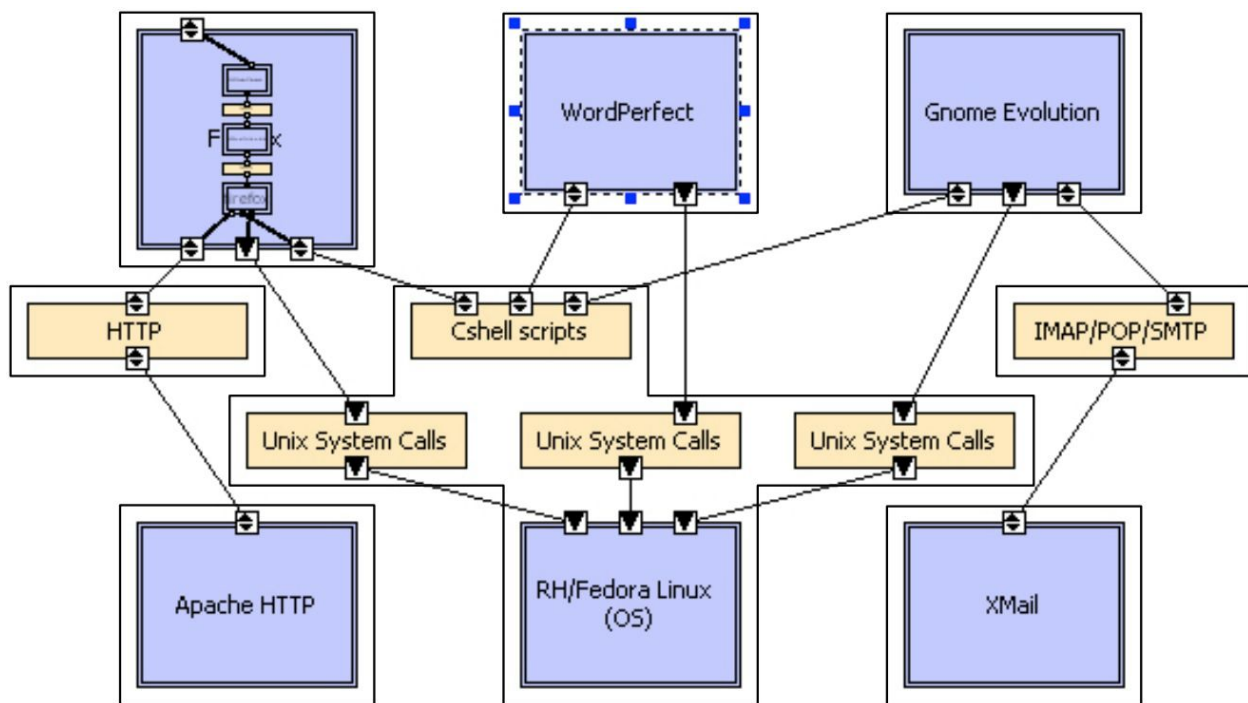 WordPerfect
Gnome Evolution
F x
irefox
HTTP
Cshell scripts
IMAP/POP/SMTP
Unix System Calls
Unix System Calls
Unix System Calls
Apache HTTP
RH/Fedora Linux
(OS)
XMail